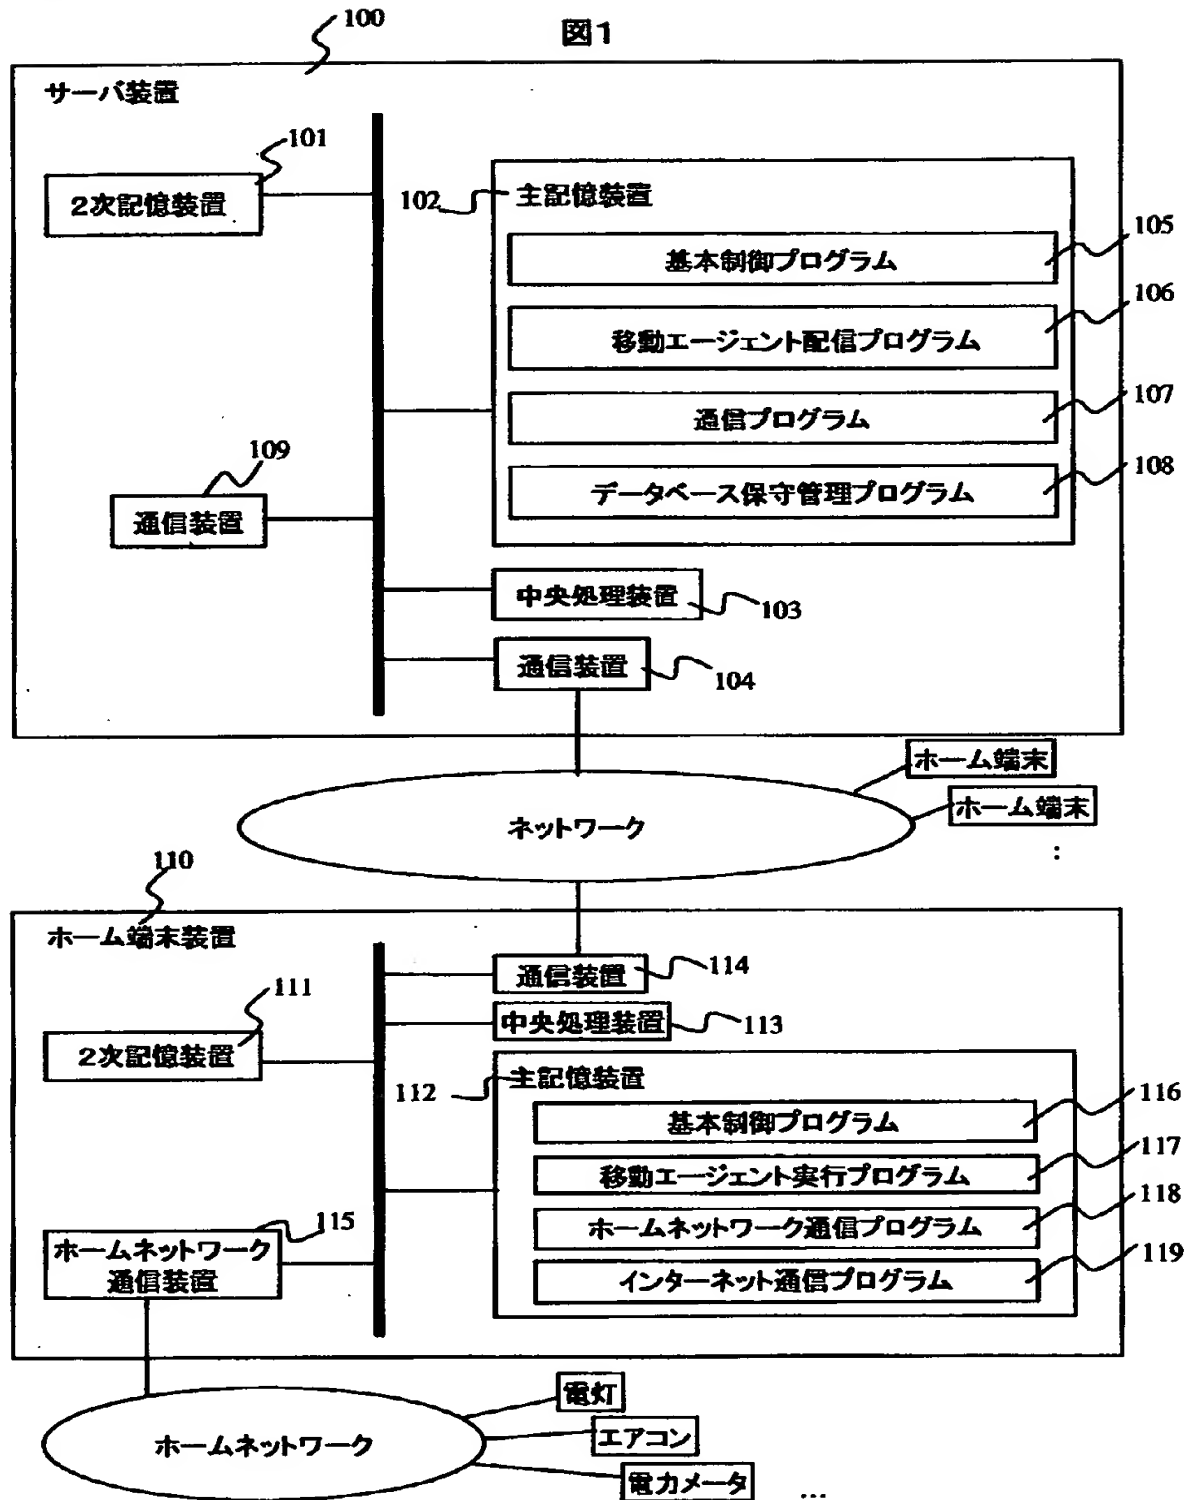 図1
100
サーバ装置
101
2次記憶装置
102
主記憶装置
105
基本制御プログラム
106
移動エージェント配信プログラム
107
通信プログラム
108
データベース保守管理プログラム
109
通信装置
中央処理装置
103
通信装置
104
ホーム端末
ホーム端末
:
ネットワーク
110
ホーム端末装置
通信装置
114
中央処理装置
113
111
2次記憶装置
112
主記憶装置
116
基本制御プログラム
117
移動エージェント実行プログラム
118
ホームネットワーク通信プログラム
119
インターネット通信プログラム
115
ホームネットワーク
通信装置
ホームネットワーク
電灯
エアコン
電力メータ
...